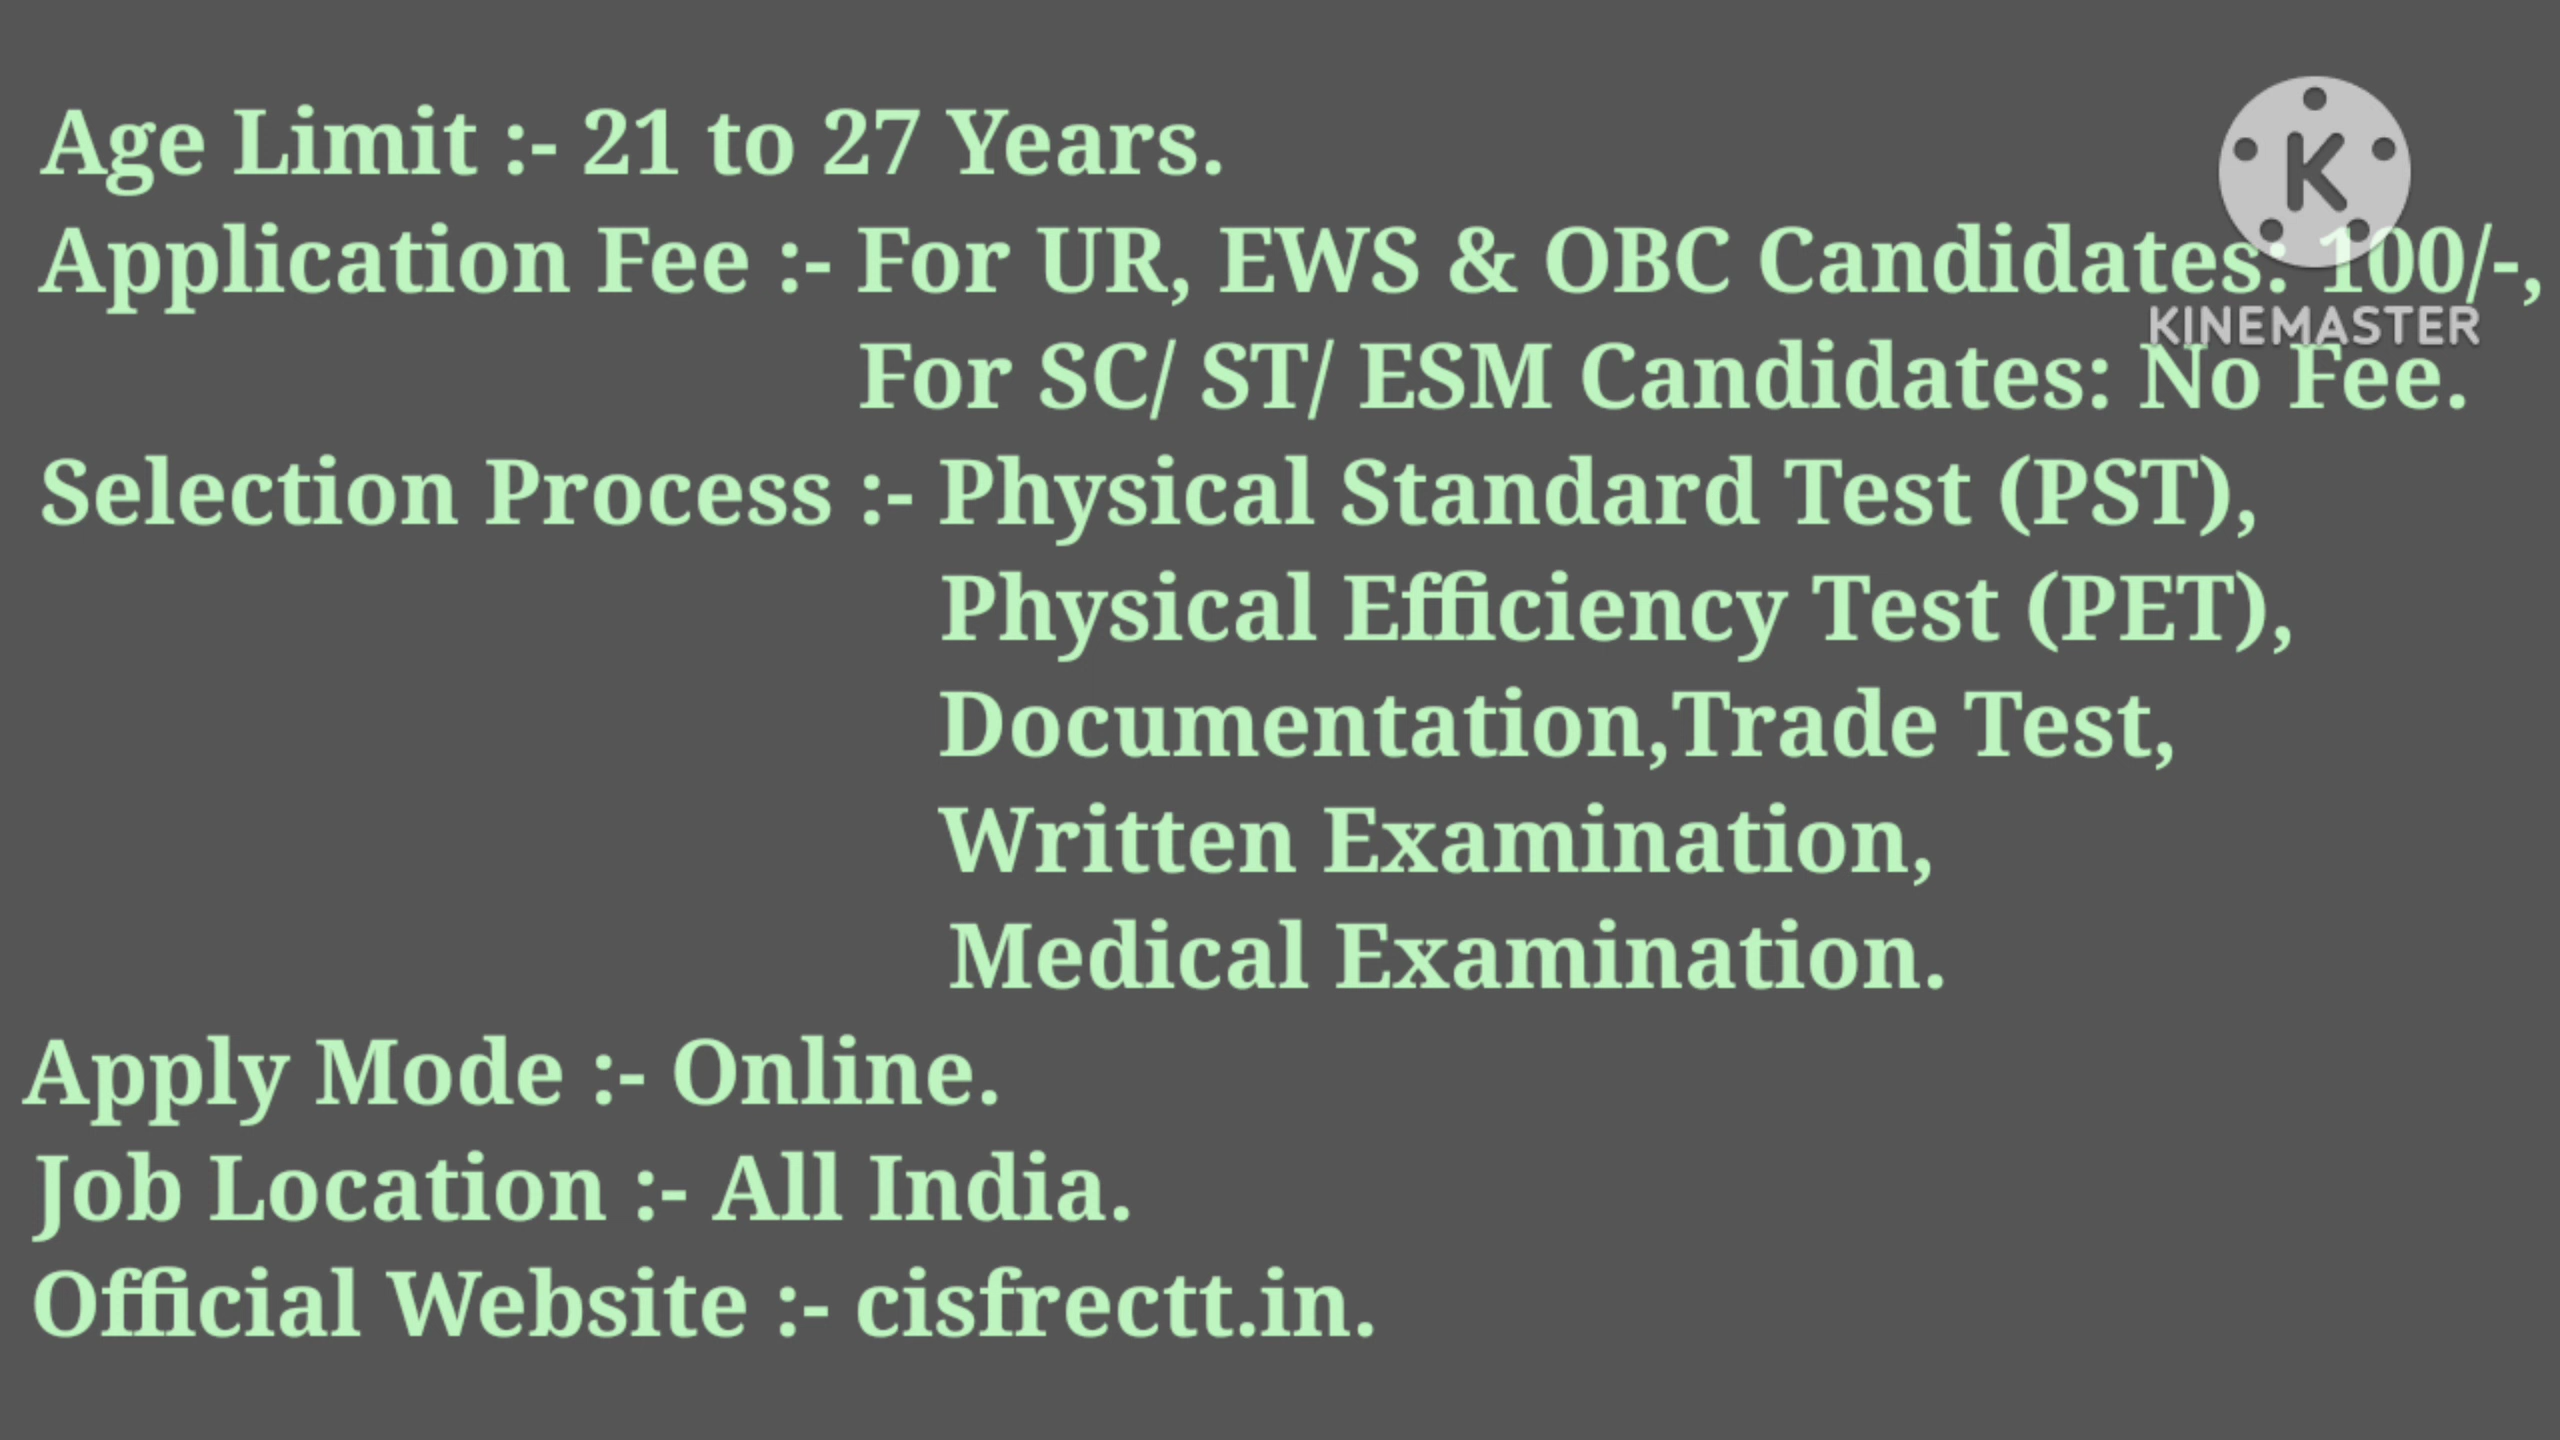 Age Limit :- 21 to 27 Years.
Application Fee :- For UR, EWS & OBC Candidates: 100/-,
KINEMASTER
For SC/ ST/ ESM Candidates: No Fee.
Selection Process :- Physical Standard Test (PST),
Physical Efficiency Test (PET),
Documentation,Trade Test,
Written Examination,
Medical Examination.
Apply Mode :- Online.
Job Location :- All India.
Official Website :- cisfrectt.in.